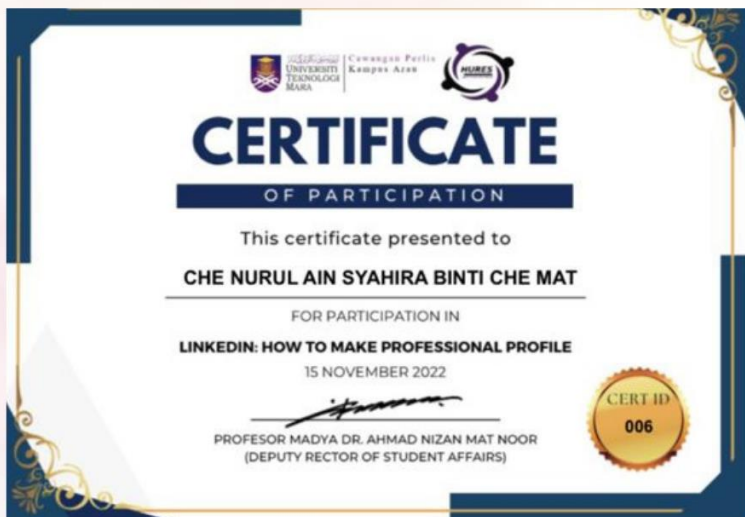 UNIVERSITI
TEKNOLOGI
MARA
Cawangan Perlis
Kampus Arau
HURES
CERTIFICATE
OF PARTICIPATION
This certificate presented to
CHE NURUL AIN SYAHIRA BINTI CHE MAT
FOR PARTICIPATION IN
LINKEDIN: HOW TO MAKE PROFESSIONAL PROFILE
15 NOVEMBER 2022
PROFESOR MADYA DR. AHMAD NIZAN MAT NOOR
(DEPUTY RECTOR OF STUDENT AFFAIRS)
CERT ID
006